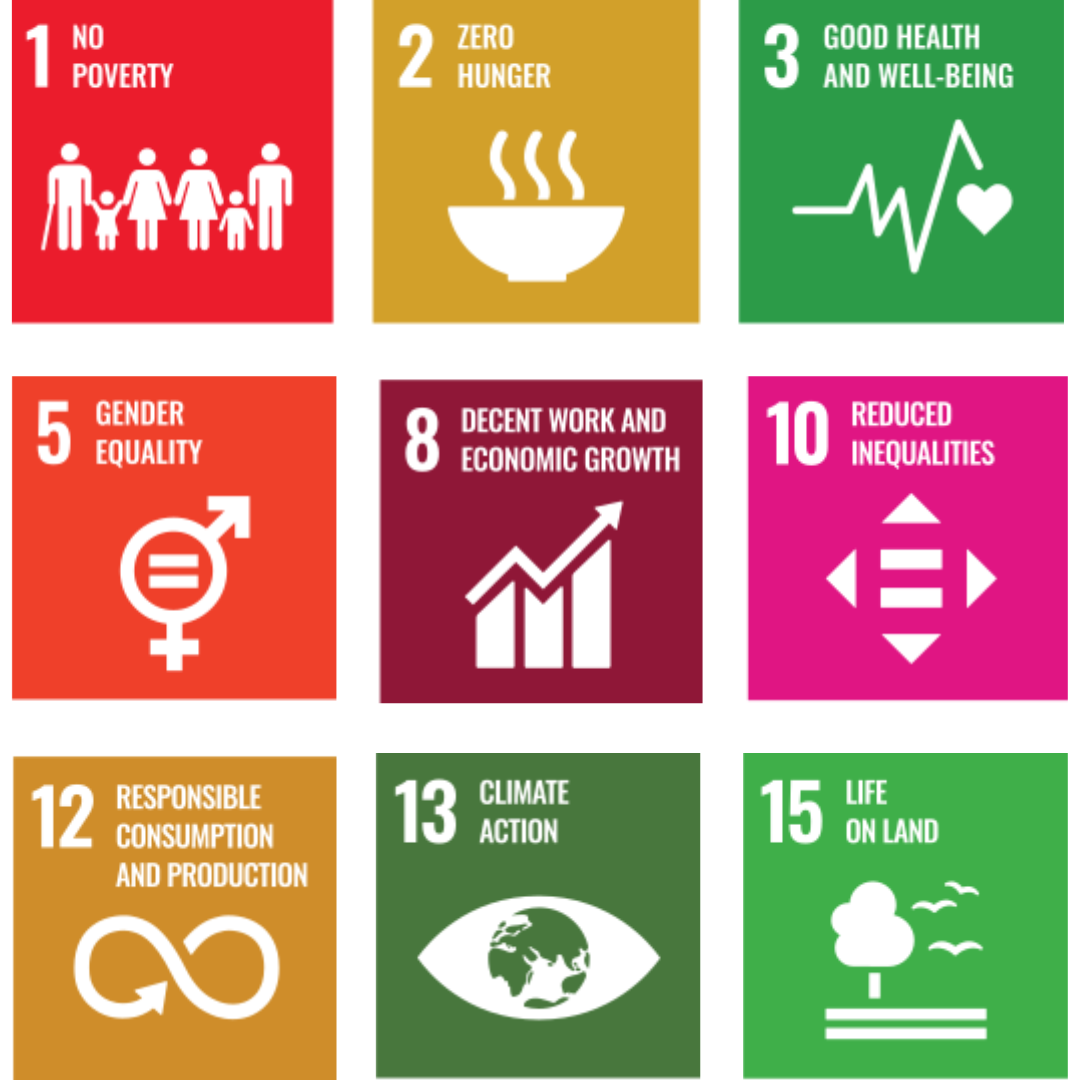 1 NO
POVERTY
2 ZERO
HUNGER
3 GOOD HEALTH
AND WELL-BEING
5 GENDER
EQUALITY
8 DECENT WORK AND
ECONOMIC GROWTH
10 REDUCED
INEQUALITIES
12 RESPONSIBLE
CONSUMPTION
AND PRODUCTION
13 CLIMATE
ACTION
15 LIFE
ON LAND